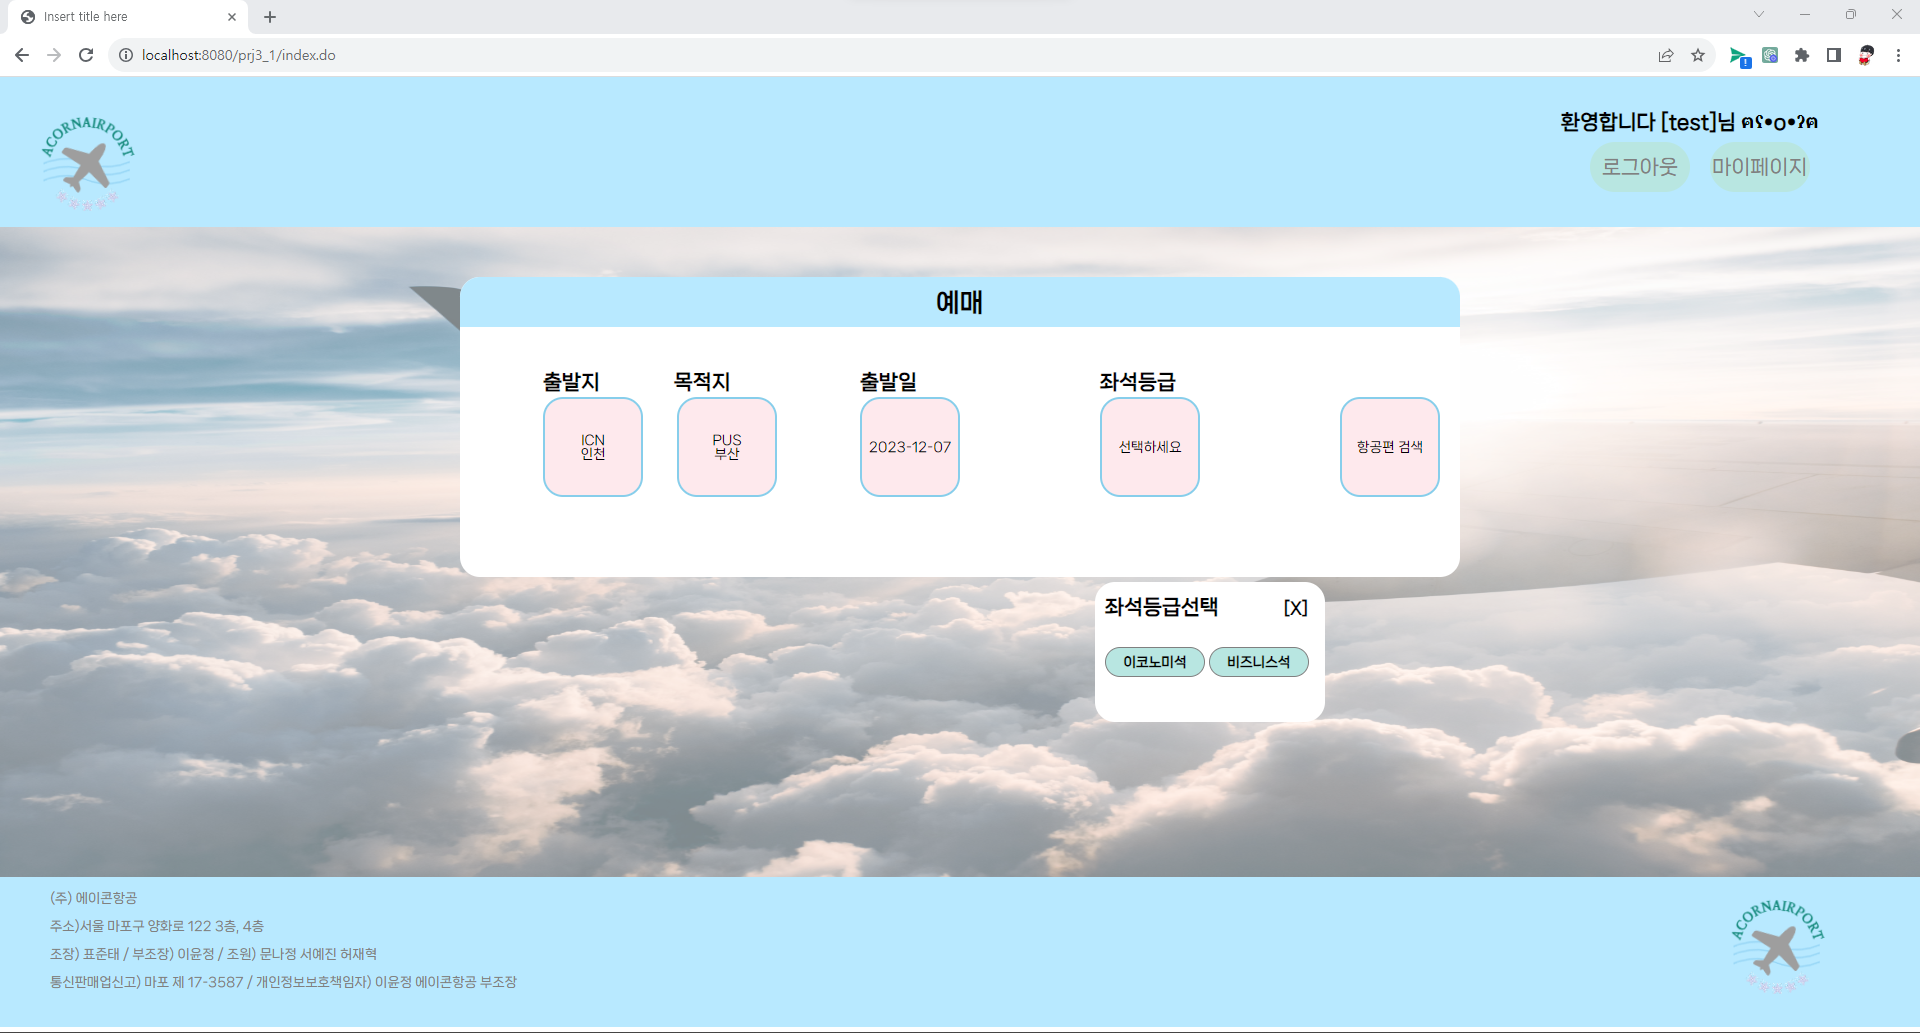 Insert title here
localhost:8080/prj3_1/index.do
ACORNAIRPORT
환영합니다 [test]님 ฅʕ•o•ʔฅ
로그아웃 마이페이지
예매
출발지 목적지 출발일 좌석등급
ICN
인천
PUS
부산
2023-12-07
선택하세요
항공편 검색
좌석등급선택 [X]
이코노미석 비즈니스석
(주) 에이콘항공
주소)서울 마포구 양화로 122 3층, 4층
조장) 표준태 / 부조장) 이윤정 / 조원) 문나정 서예진 허재혁
통신판매업신고) 마포 제 17-3587 / 개인정보보호책임자) 이윤정 에이콘항공 부조장
ACORNAIRPORT